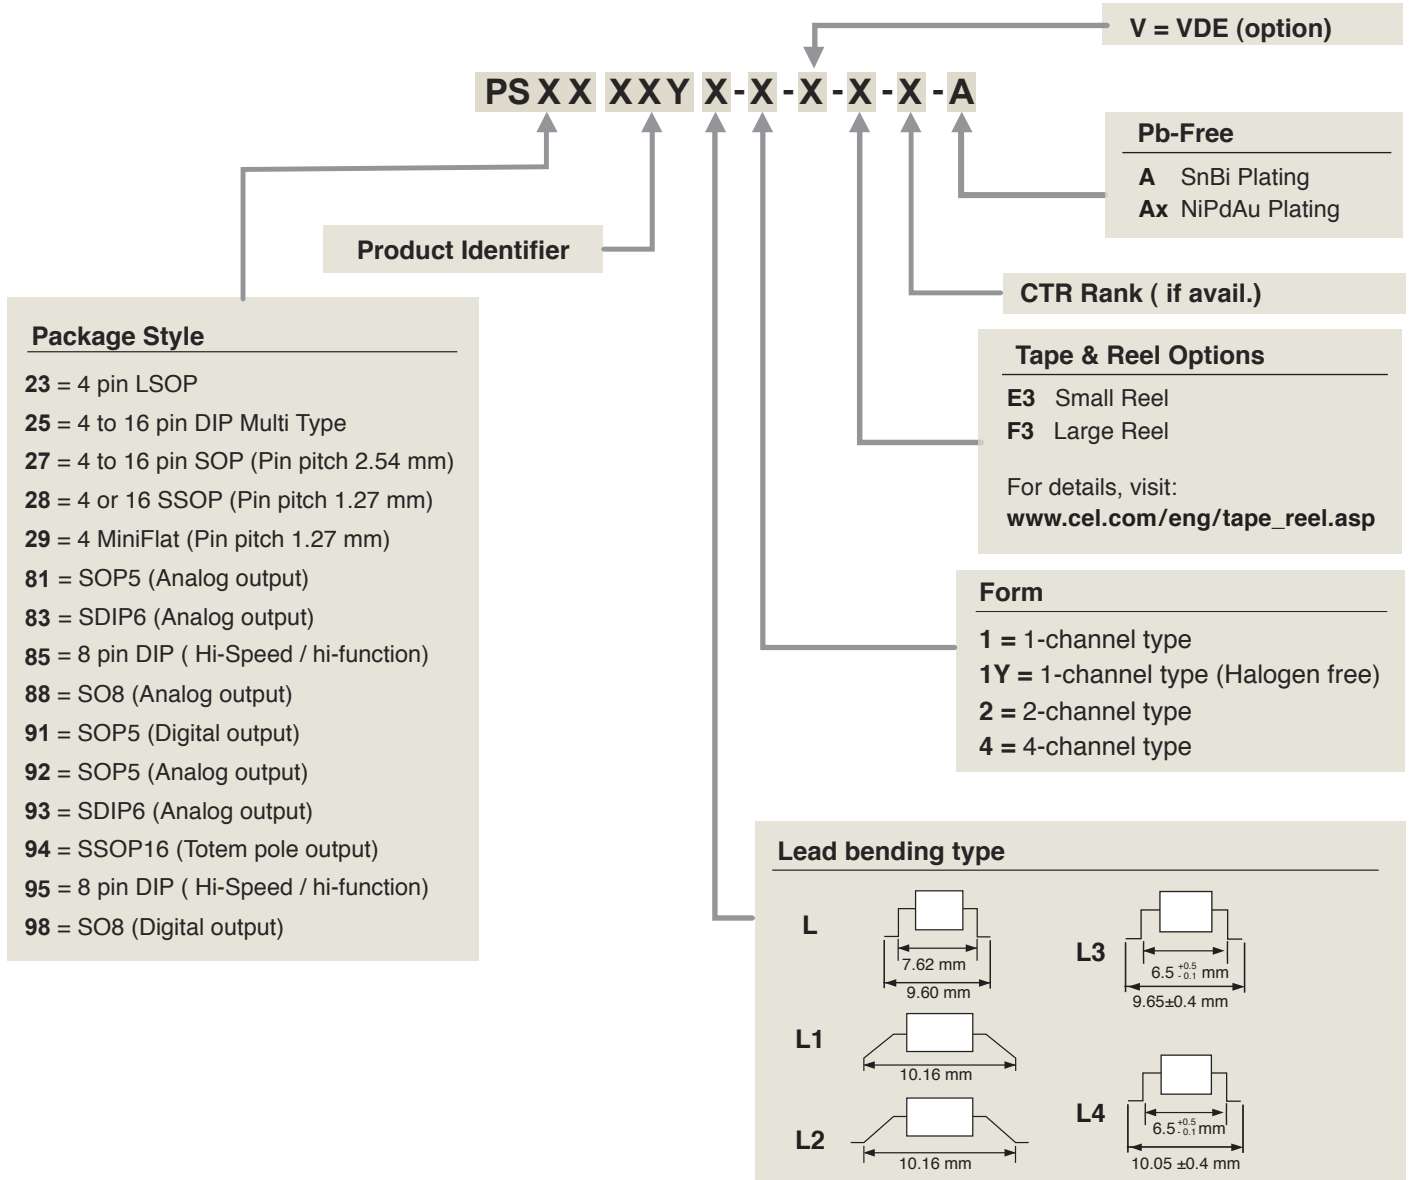 V = VDE (option)
PS X X X X Y X - X - X - X - X - A
Pb-Free
A SnBi Plating
Ax NiPdAu Plating
Product Identifier
CTR Rank ( if avail.)
Package Style
23 = 4 pin LSOP
25 = 4 to 16 pin DIP Multi Type
27 = 4 to 16 pin SOP (Pin pitch 2.54 mm)
28 = 4 or 16 SSOP (Pin pitch 1.27 mm)
29 = 4 MiniFlat (Pin pitch 1.27 mm)
81 = SOP5 (Analog output)
83 = SDIP6 (Analog output)
85 = 8 pin DIP ( Hi-Speed / hi-function)
88 = SO8 (Analog output)
91 = SOP5 (Digital output)
92 = SOP5 (Analog output)
93 = SDIP6 (Analog output)
94 = SSOP16 (Totem pole output)
95 = 8 pin DIP ( Hi-Speed / hi-function)
98 = SO8 (Digital output)
Tape & Reel Options
E3 Small Reel
F3 Large Reel
For details, visit:
www.cel.com/eng/tape_reel.asp
Form
1 = 1-channel type
1Y = 1-channel type (Halogen free)
2 = 2-channel type
4 = 4-channel type
Lead bending type
L
7.62 mm
9.60 mm
L1
10.16 mm
L2
10.16 mm
L3
6.5 +0.5 - 0.1 mm
9.65±0.4 mm
L4
6.5 +0.5 - 0.1 mm
10.05 ±0.4 mm